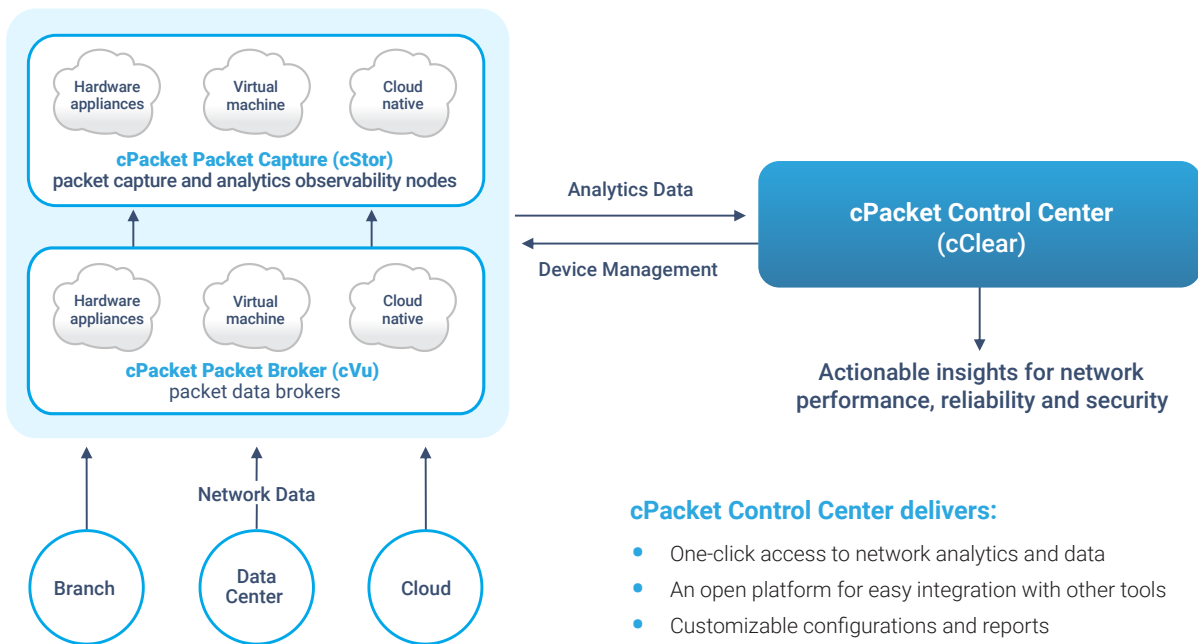 Hardware
appliances
Virtual
machine
Cloud
native
cPacket Packet Capture (cStor)
packet capture and analytics observability nodes
Hardware
appliances
Virtual
machine
Cloud
native
cPacket Packet Broker (cVu)
packet data brokers
Network Data
Branch
Data
Center
Cloud
Analytics Data
Device Management
cPacket Control Center
(cClear)
Actionable insights for network
performance, reliability and security
cPacket Control Center delivers:
• One-click access to network analytics and data
• An open platform for easy integration with other tools
• Customizable configurations and reports